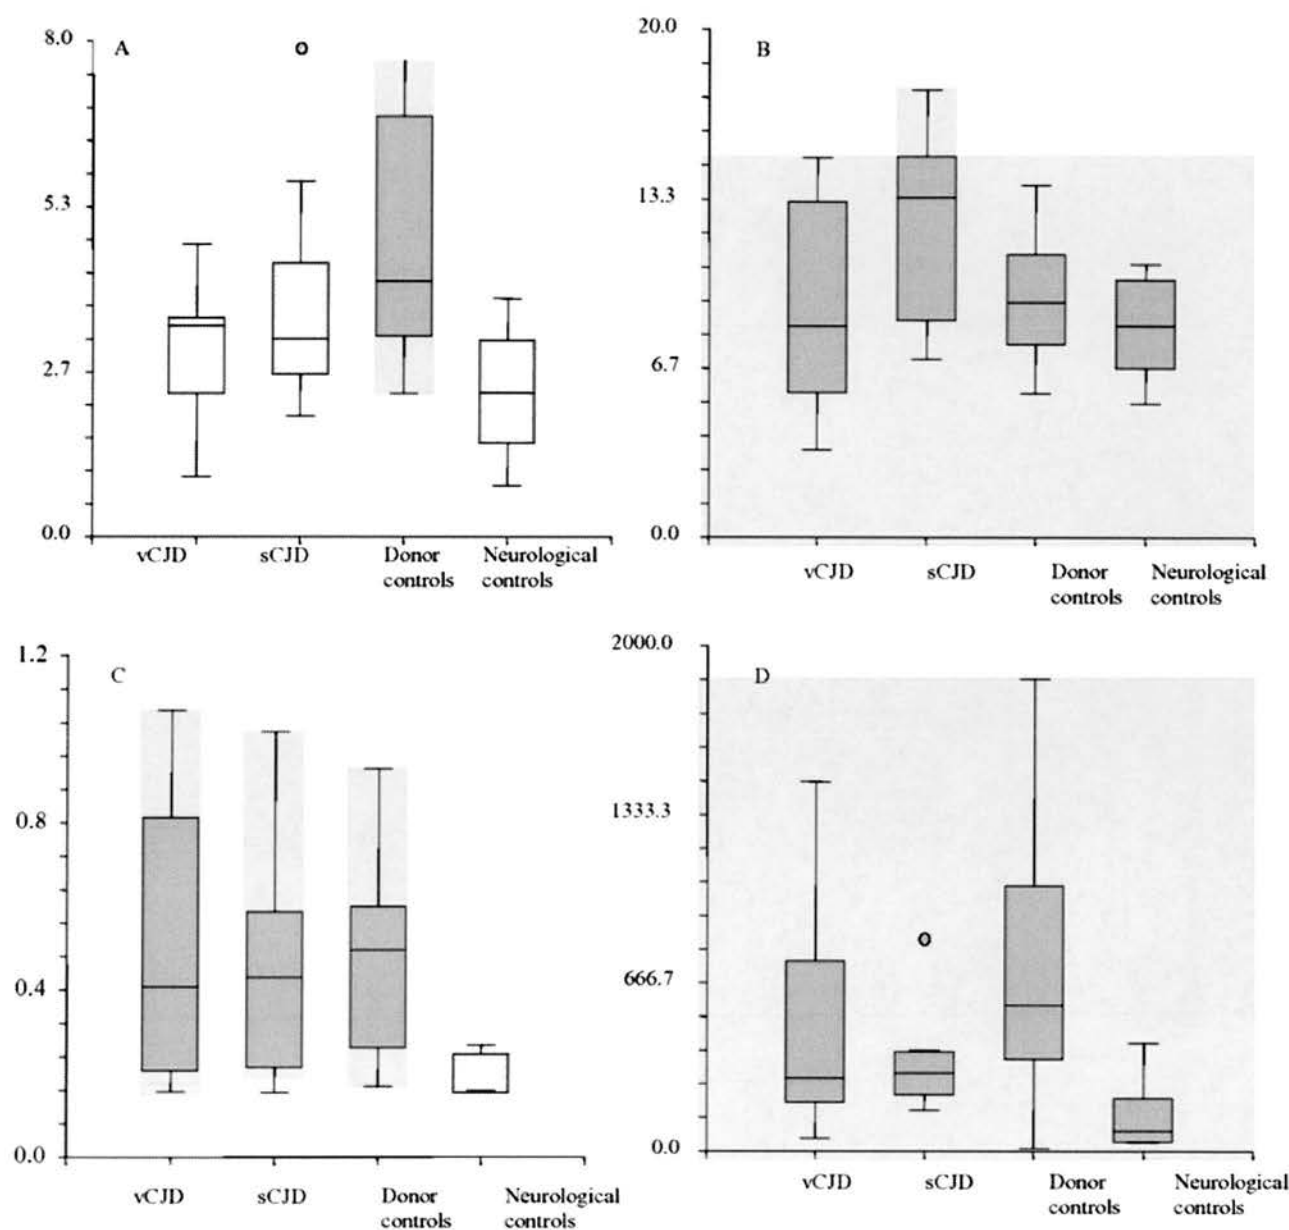 8.0
A
5.3
2.7
0.0
vCJD
sCJD
Donor
controls
Neurological
controls
20.0
B
13.3
6.7
0.0
vCJD
sCJD
Donor
controls
Neurological
controls
1.2
C
0.8
0.4
0.0
vCJD
sCJD
Donor
controls
Neurological
controls
2000.0
D
1333.3
666.7
0.0
vCJD
sCJD
Donor
controls
Neurological
controls